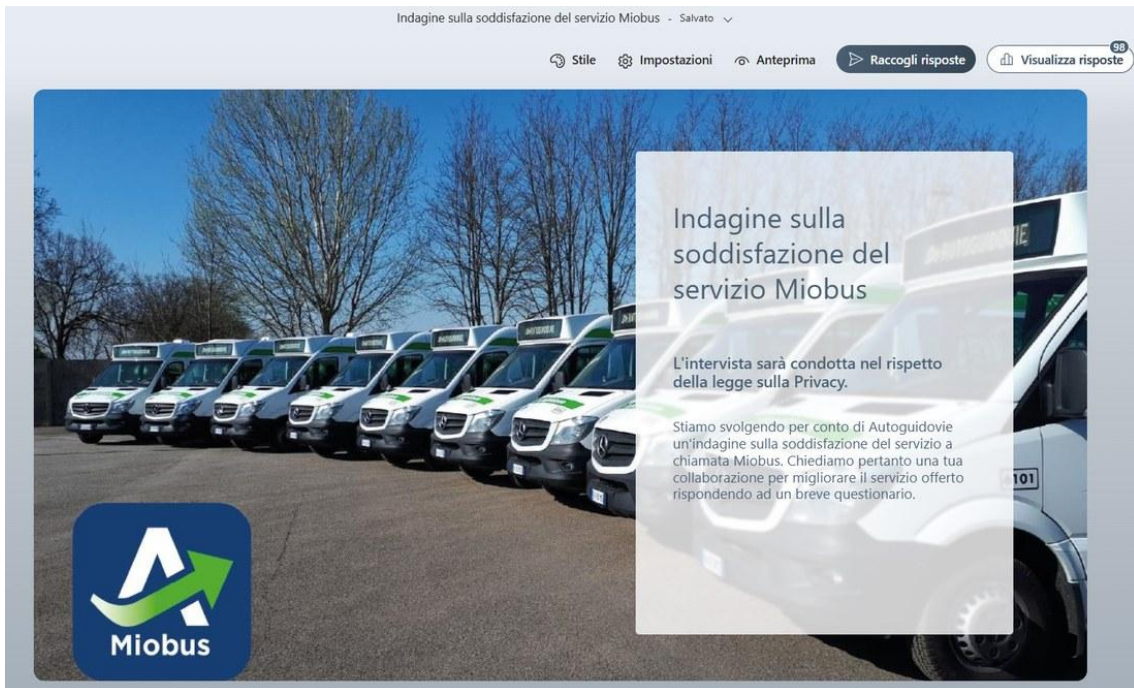 Indagine sulla soddisfazione del servizio Miobus - Salvato
98
Stile Impostazioni Anteprima Raccogli risposte Visualizza risposte
Indagine sulla
soddisfazione del
servizio Miobus
L'intervista sarà condotta nel rispetto
della legge sulla Privacy.
Stiamo svolgendo per conto di Autoguidovie
un'indagine sulla soddisfazione del servizio a
chiamata Miobus. Chiediamo pertanto una tua
collaborazione per migliorare il servizio offerto
rispondendo ad un breve questionario.
AUTOGUIDOVIE
AUTOGUIDOVIE
AUTOGUIDOVIE
101
Miobus